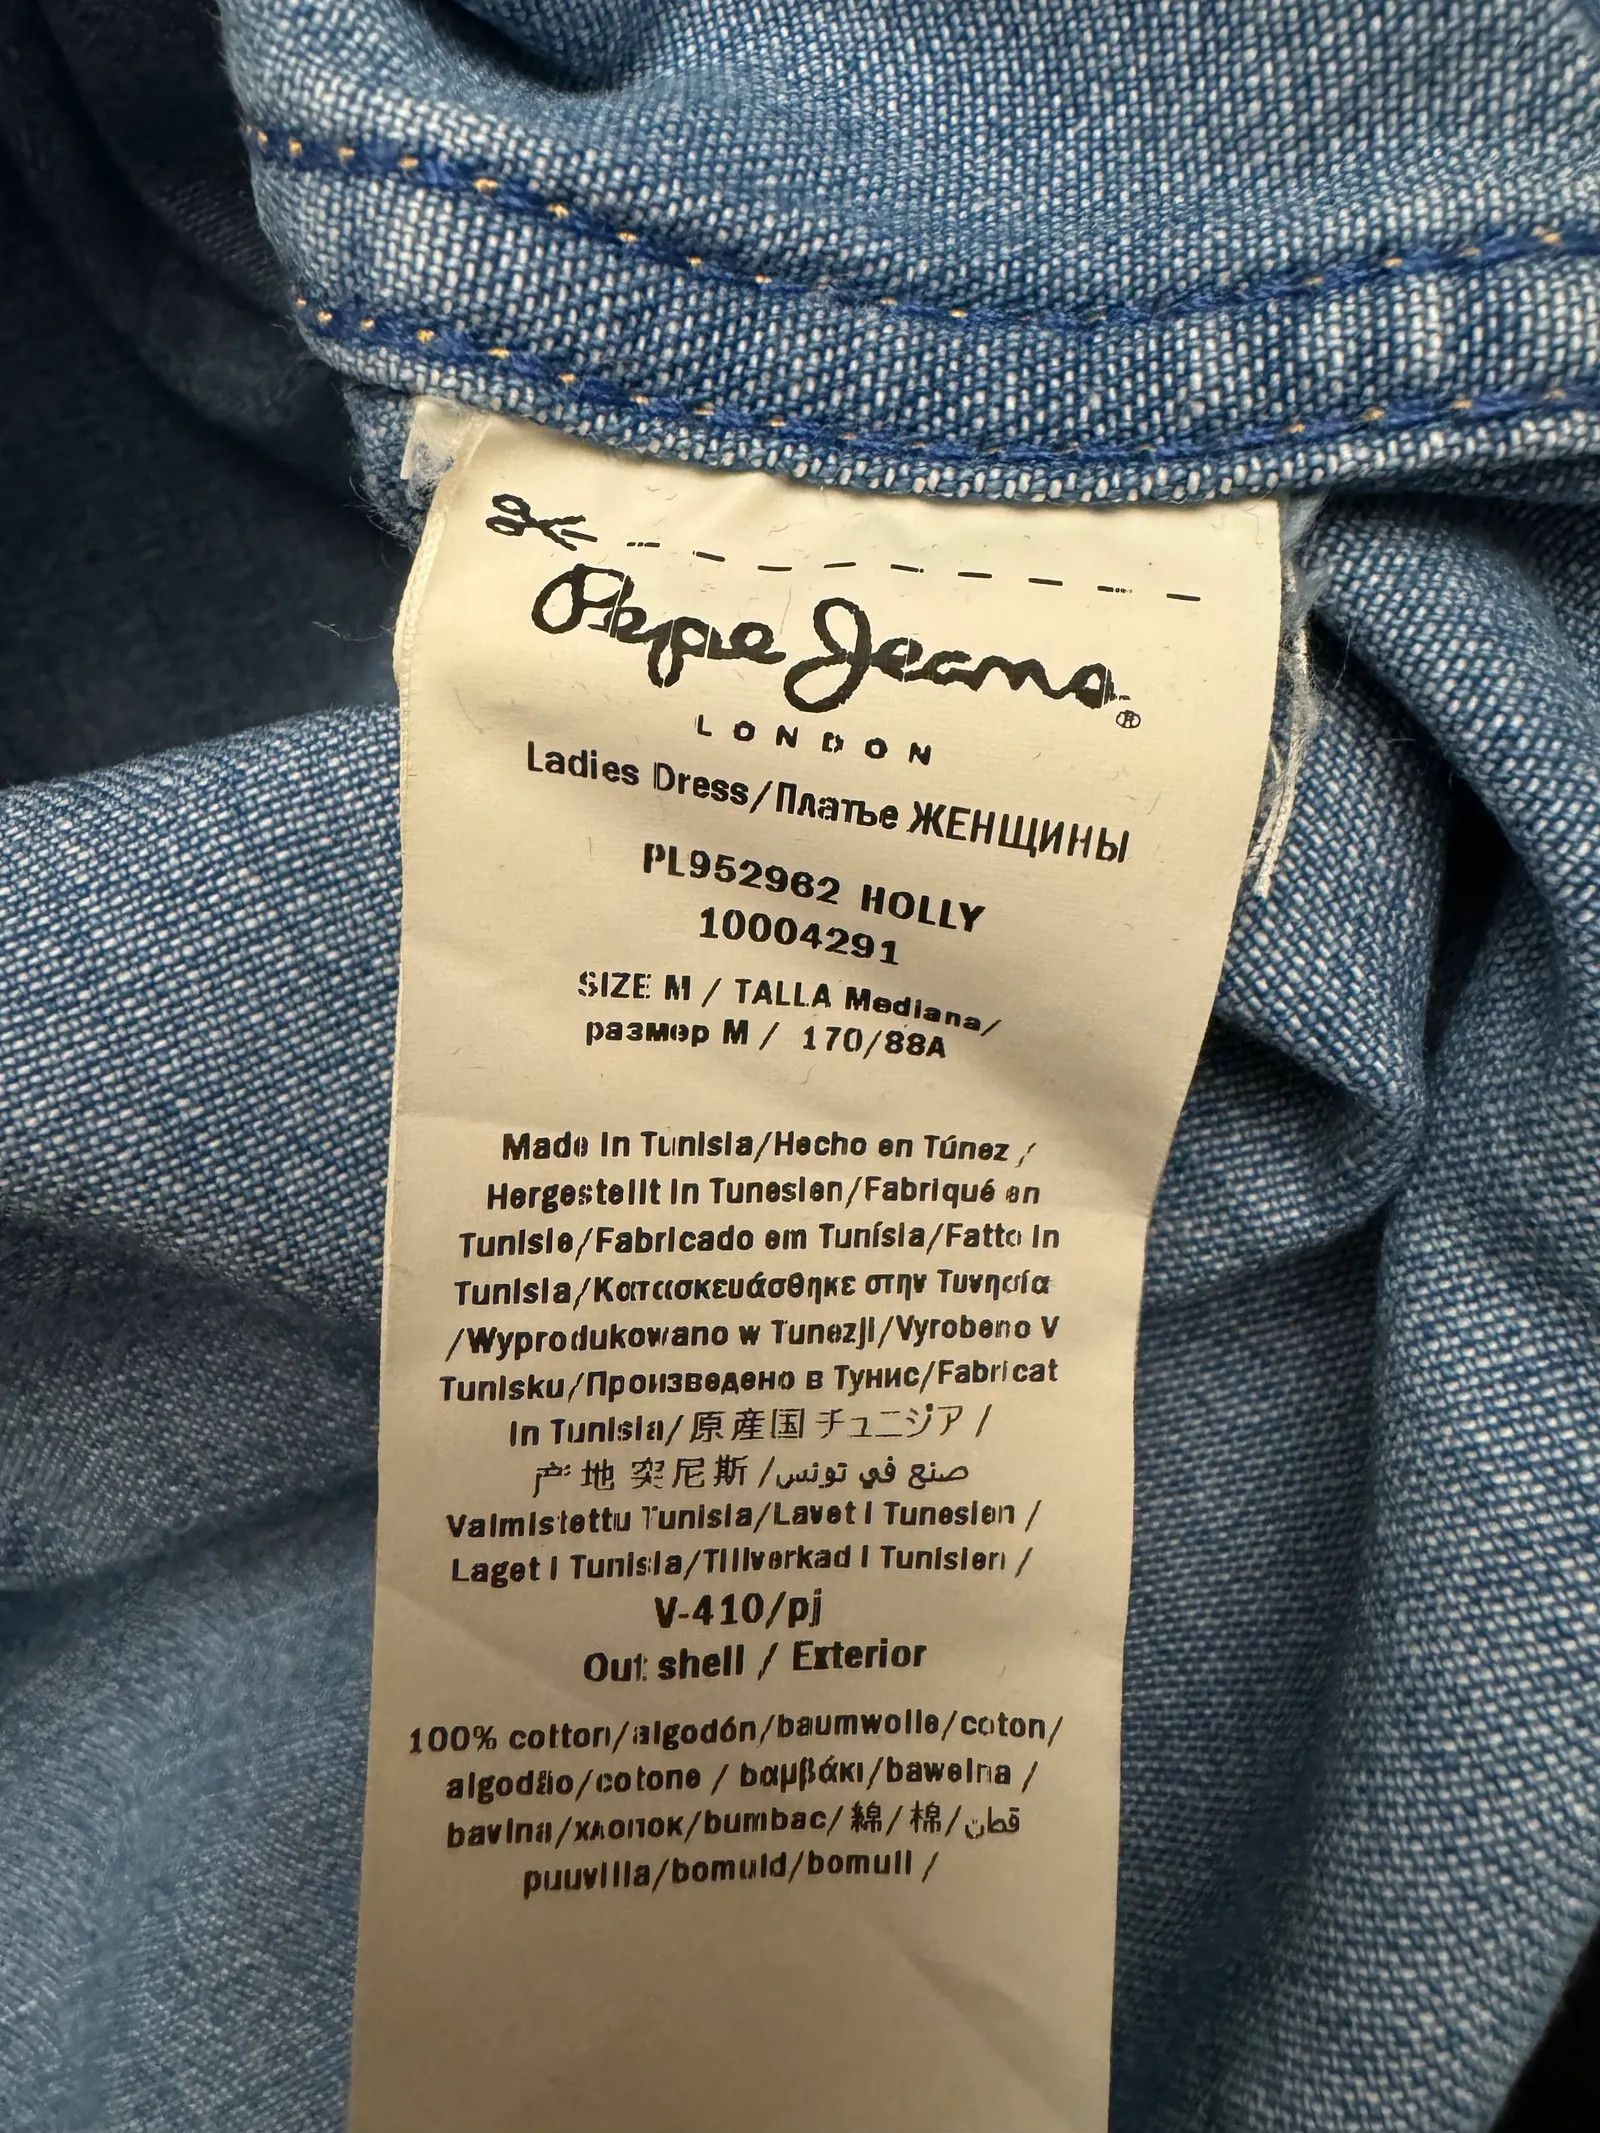 Pepe Jeans®
LONDON
Ladies Dress/Платье ЖЕНЩИНЫ
PL952962 HOLLY
10004291
SIZE M / TALLA Mediana/
размер M / 170/88A
Made In Tunisia/Hecho en Túnez /
Hergestellt In Tunesien/Fabriqué en
Tunisie/Fabricado em Tunísia/Fatto In
Tunisia/Κατασκευάσθηκε στην Τυνησία
/Wyprodukowano w Tunezji/Vyrobeno V
Tunisku/Произведено в Тунис/Fabricat
In Tunisia/原産国チュニジア /
产地 突尼斯/صنع في تونس
Valmistettu Tunisia/Lavet I Tunesien /
Laget I Tunisia/Tillverkad I Tunisien /
V-410/pj
Out shell / Exterior
100% cotton/algodón/baumwolle/coton/
algodão/cotone / bαμβάκι/bawelna /
bavlna/хлопок/bumbac/綿/棉/قطن
puuvilla/bomuld/bomull /